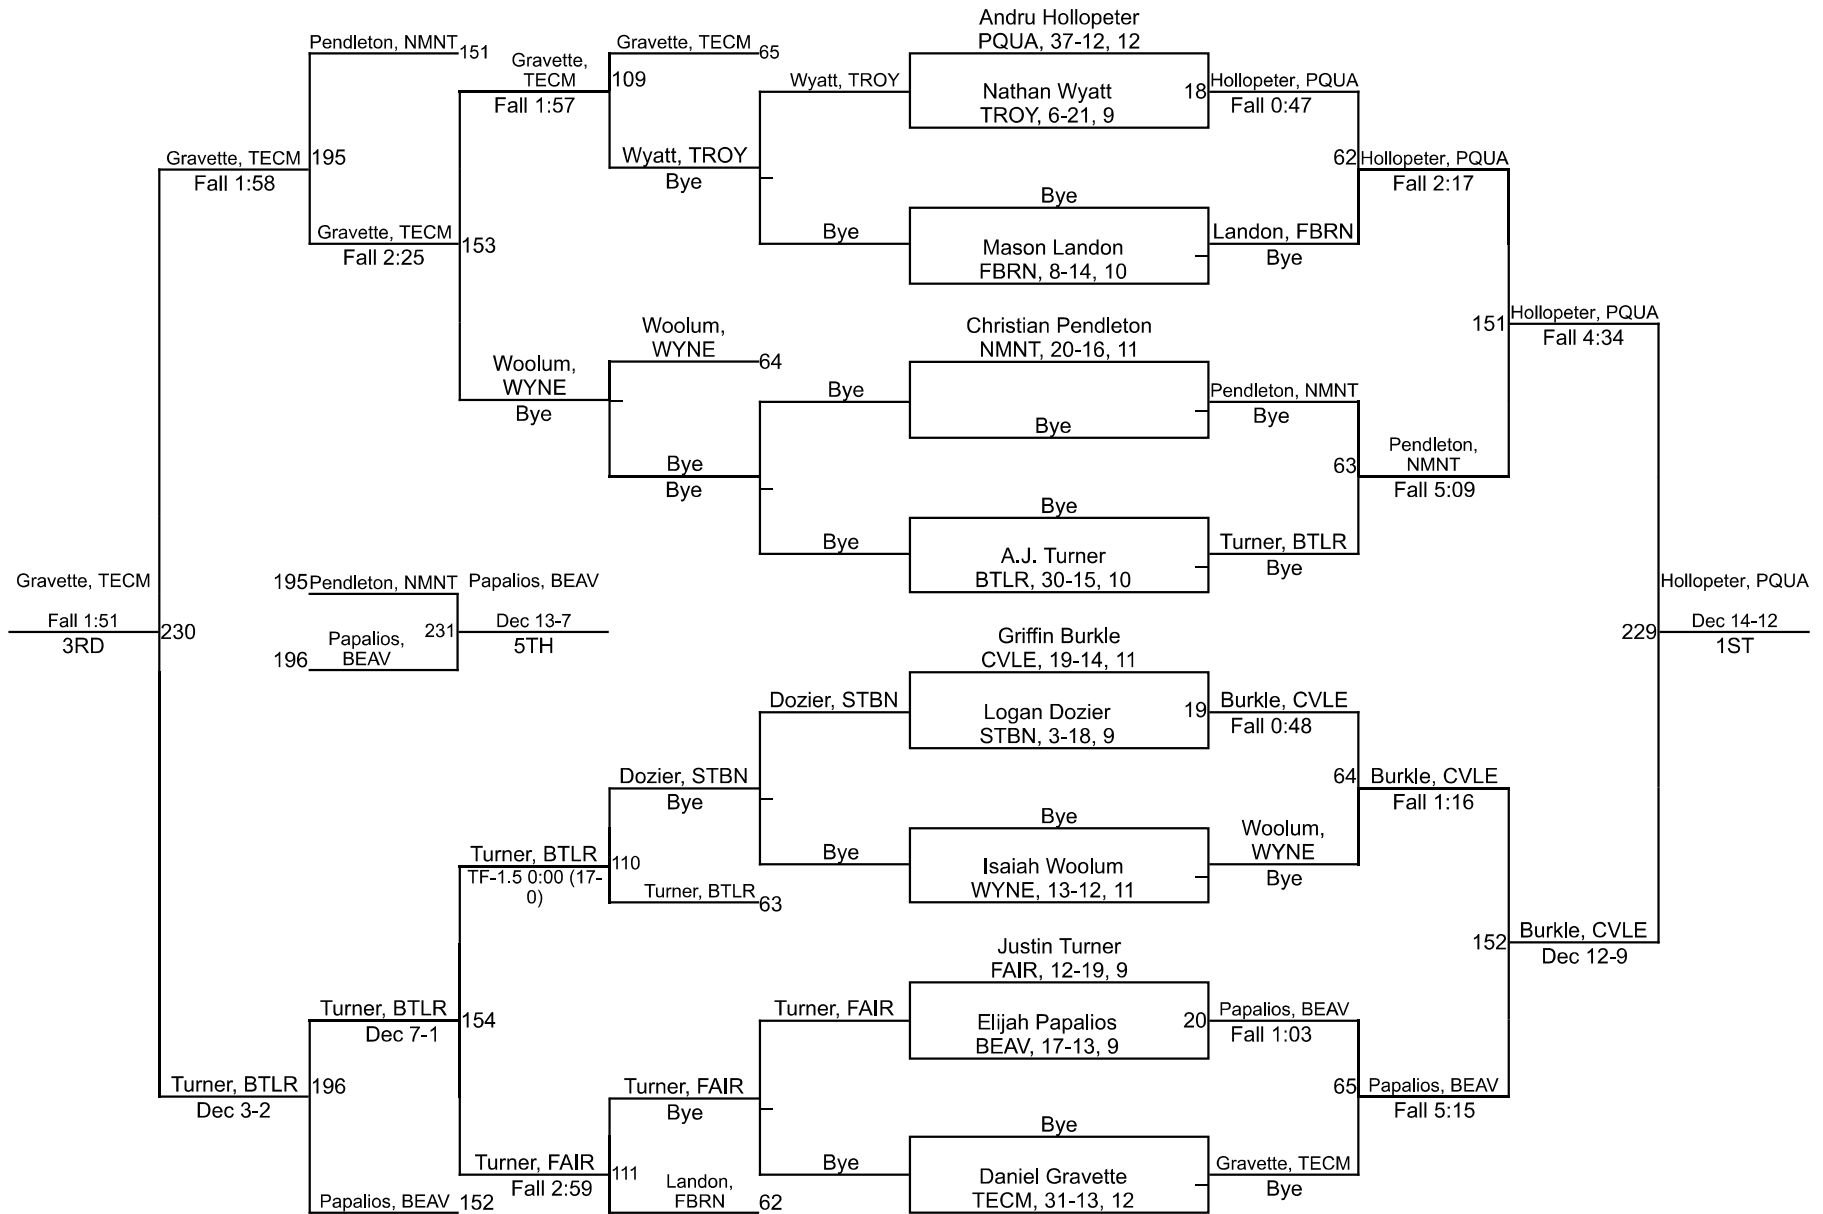 Andru Hollopeter
PQUA, 37-12, 12
Nathan Wyatt
TROY, 6-21, 9
18
Bye
Mason Landon
FBRN, 8-14, 10
Christian Pendleton
NMNT, 20-16, 11
Bye
Bye
A.J. Turner
BTLR, 30-15, 10
Griffin Burkle
CVLE, 19-14, 11
Logan Dozier
STBN, 3-18, 9
19
Bye
Isaiah Woolum
WYNE, 13-12, 11
Justin Turner
FAIR, 12-19, 9
Elijah Papalios
BEAV, 17-13, 9
20
Bye
Daniel Gravette
TECM, 31-13, 12
Hollopeter, PQUA
Fall 0:47
62
Landon, FBRN
Bye
Pendleton, NMNT
Bye
63
Turner, BTLR
Bye
Burkle, CVLE
Fall 0:48
64
Woolum,
WYNE
Bye
Papalios, BEAV
Fall 1:03
65
Gravette, TECM
Bye
Hollopeter, PQUA
Fall 2:17
151
Pendleton,
NMNT
Fall 5:09
Burkle, CVLE
Fall 1:16
152
Papalios, BEAV
Fall 5:15
Hollopeter, PQUA
Fall 4:34
229
Burkle, CVLE
Dec 12-9
Hollopeter, PQUA
Dec 14-12
1ST
Wyatt, TROY
Bye
Bye
Bye
Dozier, STBN
Bye
Turner, FAIR
Bye
Gravette, TECM
65
Wyatt, TROY
Bye
109
Woolum,
WYNE
64
Bye
Bye
Dozier, STBN
Bye
110
Turner, BTLR
63
Turner, FAIR
Bye
111
Landon,
FBRN
62
Gravette,
TECM
Fall 1:57
153
Woolum,
WYNE
Bye
Turner, BTLR
TF-1.5 0:00 (17-
0)
154
Turner, FAIR
Fall 2:59
Pendleton, NMNT
151
195
Gravette, TECM
Fall 2:25
Turner, BTLR
Dec 7-1
196
Papalios, BEAV
152
Gravette, TECM
Fall 1:58
230
Turner, BTLR
Dec 3-2
Gravette, TECM
Fall 1:51
3RD
195
Pendleton, NMNT
196
Papalios,
BEAV
231
Papalios, BEAV
Dec 13-7
5TH